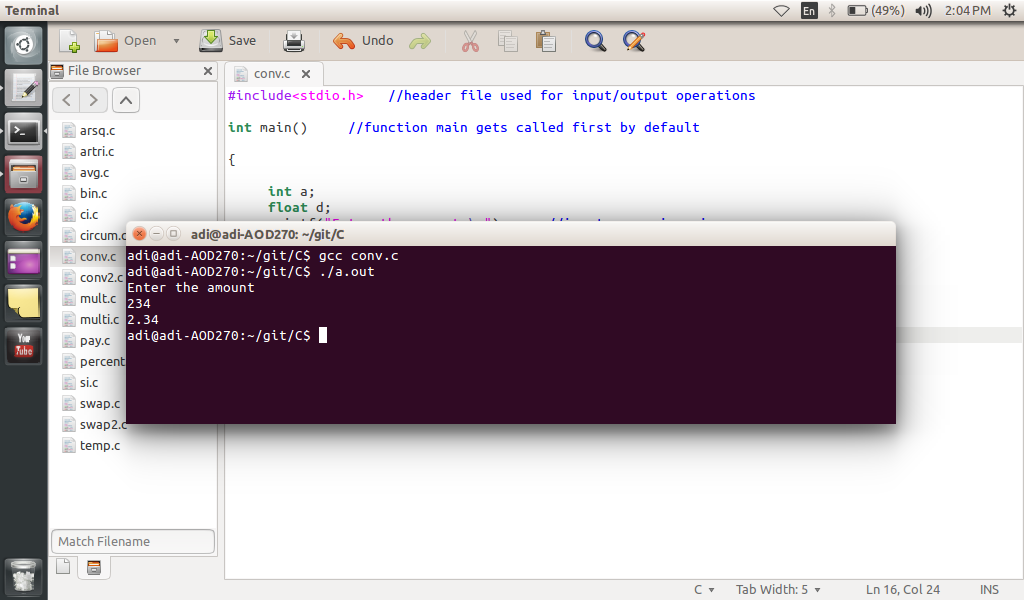 Terminal
En (49%) 2:04 PM
Open Save Undo
File Browser
conv.c
#include<stdio.h> //header file used for input/output operations
int main() //function main gets called first by default
{
int a;
float d;
arsq.c
artri.c
avg.c
bin.c
ci.c
circum.c
conv.c
conv2.c
mult.c
multi.c
pay.c
percent
si.c
swap.c
swap2.c
temp.c
Match Filename
adi@adi-AOD270: ~/git/C
adi@adi-AOD270:~/git/C$ gcc conv.c
adi@adi-AOD270:~/git/C$ ./a.out
Enter the amount
234
2.34
adi@adi-AOD270:~/git/C$
You
Tube
C Tab Width: 5 Ln 16, Col 24 INS